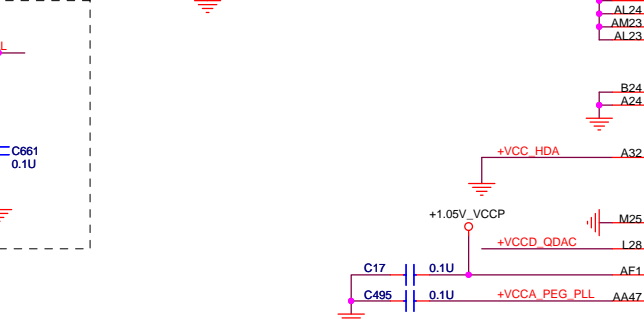 AL24
AM23
AL23
L
B24
A24
C661
0.1U
+VCC_HDA A32
+1.05V_VCCP
M25
+VCCD_QDAC L28
C17 0.1U AF1
C495 0.1U +VCCA_PEG_PLL AA47